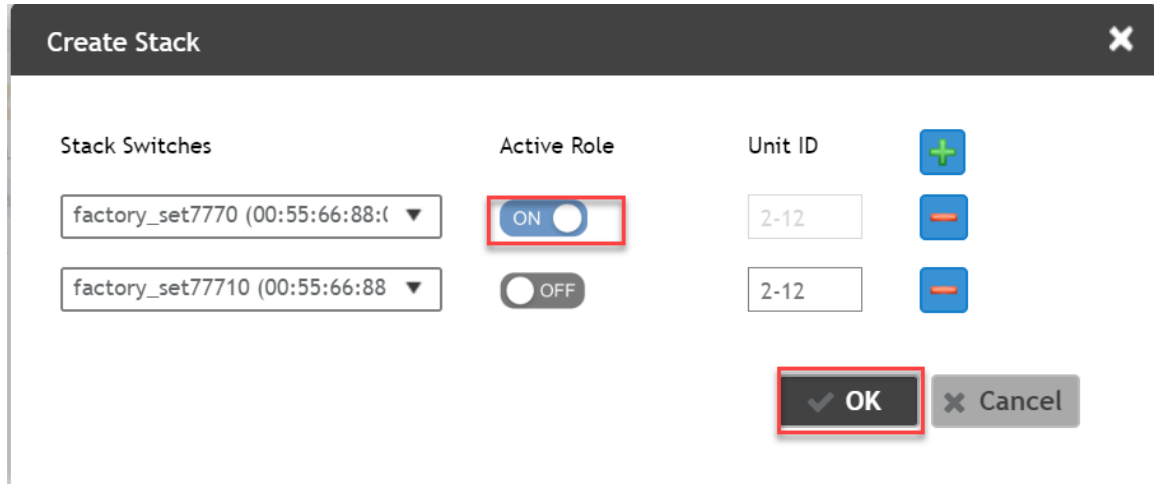 Create Stack
Stack Switches Active Role Unit ID
factory_set7770 (00:55:66:88:( ON 2-12
factory_set77710 (00:55:66:88 OFF 2-12
OK Cancel